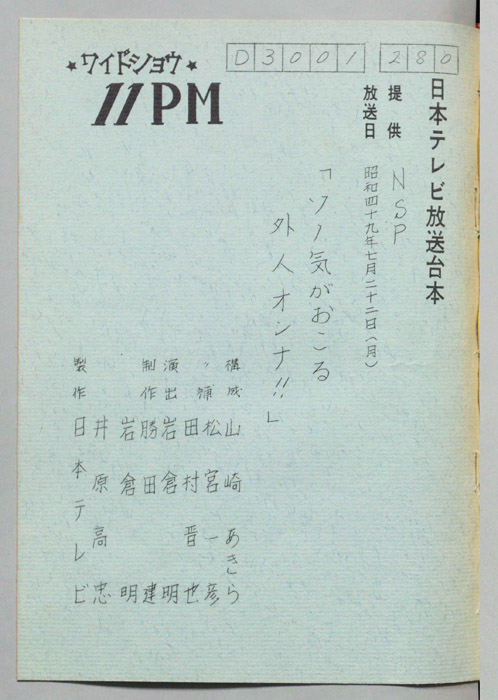 ワイドショウ
11PM
D3001 280
日本テレビ放送台本
提供 NSP
放送日 昭和四十九年七月二十二日(月)
「ソノ気がおこる
外人オンナ!!」
構成 山崎あきら
〃 松宮一彦
田村晋也
演出 岩倉明
制作 勝田建
岩倉明
井原高忠
製作 日本テレビ